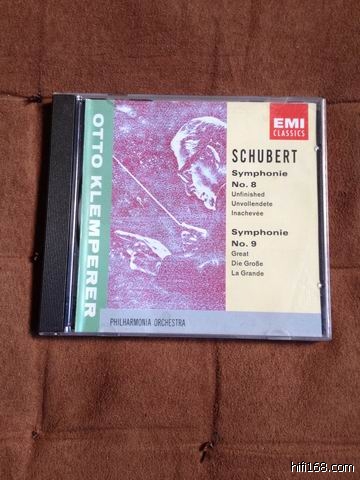 OTTO KLEMPERER
EMI
CLASSICS
SCHUBERT
Symphonie
No. 8
Unfinished
Unvollendete
Inachevée
Symphonie
No. 9
Great
Die Große
La Grande
PHILHARMONIA ORCHESTRA
hifi168.com